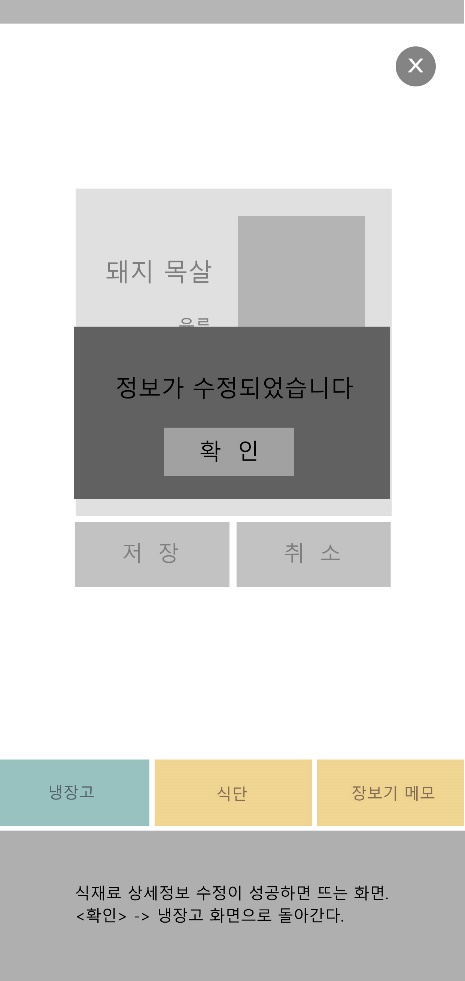 X
돼지 목살
정보가 수정되었습니다
확 인
저 장
취 소
냉장고
식단
장보기 메모
식재료 상세정보 수정이 성공하면 뜨는 화면.
<확인> -> 냉장고 화면으로 돌아간다.